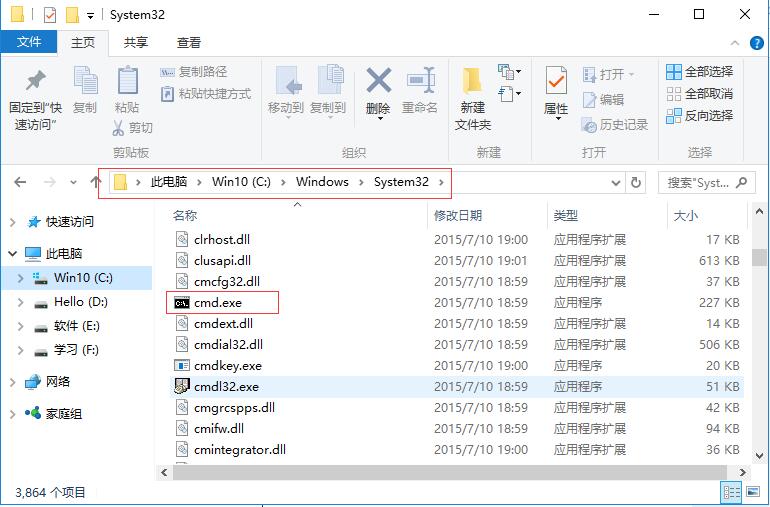 System32
文件 主页 共享 查看
固定到"快速访问"
复制
粘贴
复制路径
粘贴快捷方式
剪切
剪贴板
移动到
复制到
删除
重命名
组织
新建文件夹
新建
属性
打开
编辑
历史记录
打开
全部选择
全部取消
反向选择
选择
此电脑 Win10 (C:) Windows System32
搜索"Syst...
快速访问
此电脑
Win10 (C:)
Hello (D:)
软件 (E:)
学习 (F:)
网络
家庭组
名称 修改日期 类型 大小
clrhost.dll 2015/7/10 19:00 应用程序扩展 17 KB
clusapi.dll 2015/7/10 19:01 应用程序扩展 613 KB
cmcfg32.dll 2015/7/10 18:59 应用程序扩展 37 KB
cmd.exe 2015/7/10 18:59 应用程序 227 KB
cmdext.dll 2015/7/10 18:59 应用程序扩展 14 KB
cmdial32.dll 2015/7/10 18:59 应用程序扩展 506 KB
cmdkey.exe 2015/7/10 19:00 应用程序 20 KB
cmdl32.exe 2015/7/10 18:59 应用程序 51 KB
cmgrcspps.dll 2015/7/10 18:59 应用程序扩展 42 KB
cmifw.dll 2015/7/10 18:59 应用程序扩展 94 KB
cmintegrator.dll 2015/7/10 19:00 应用程序扩展 36 KB
3,864 个项目